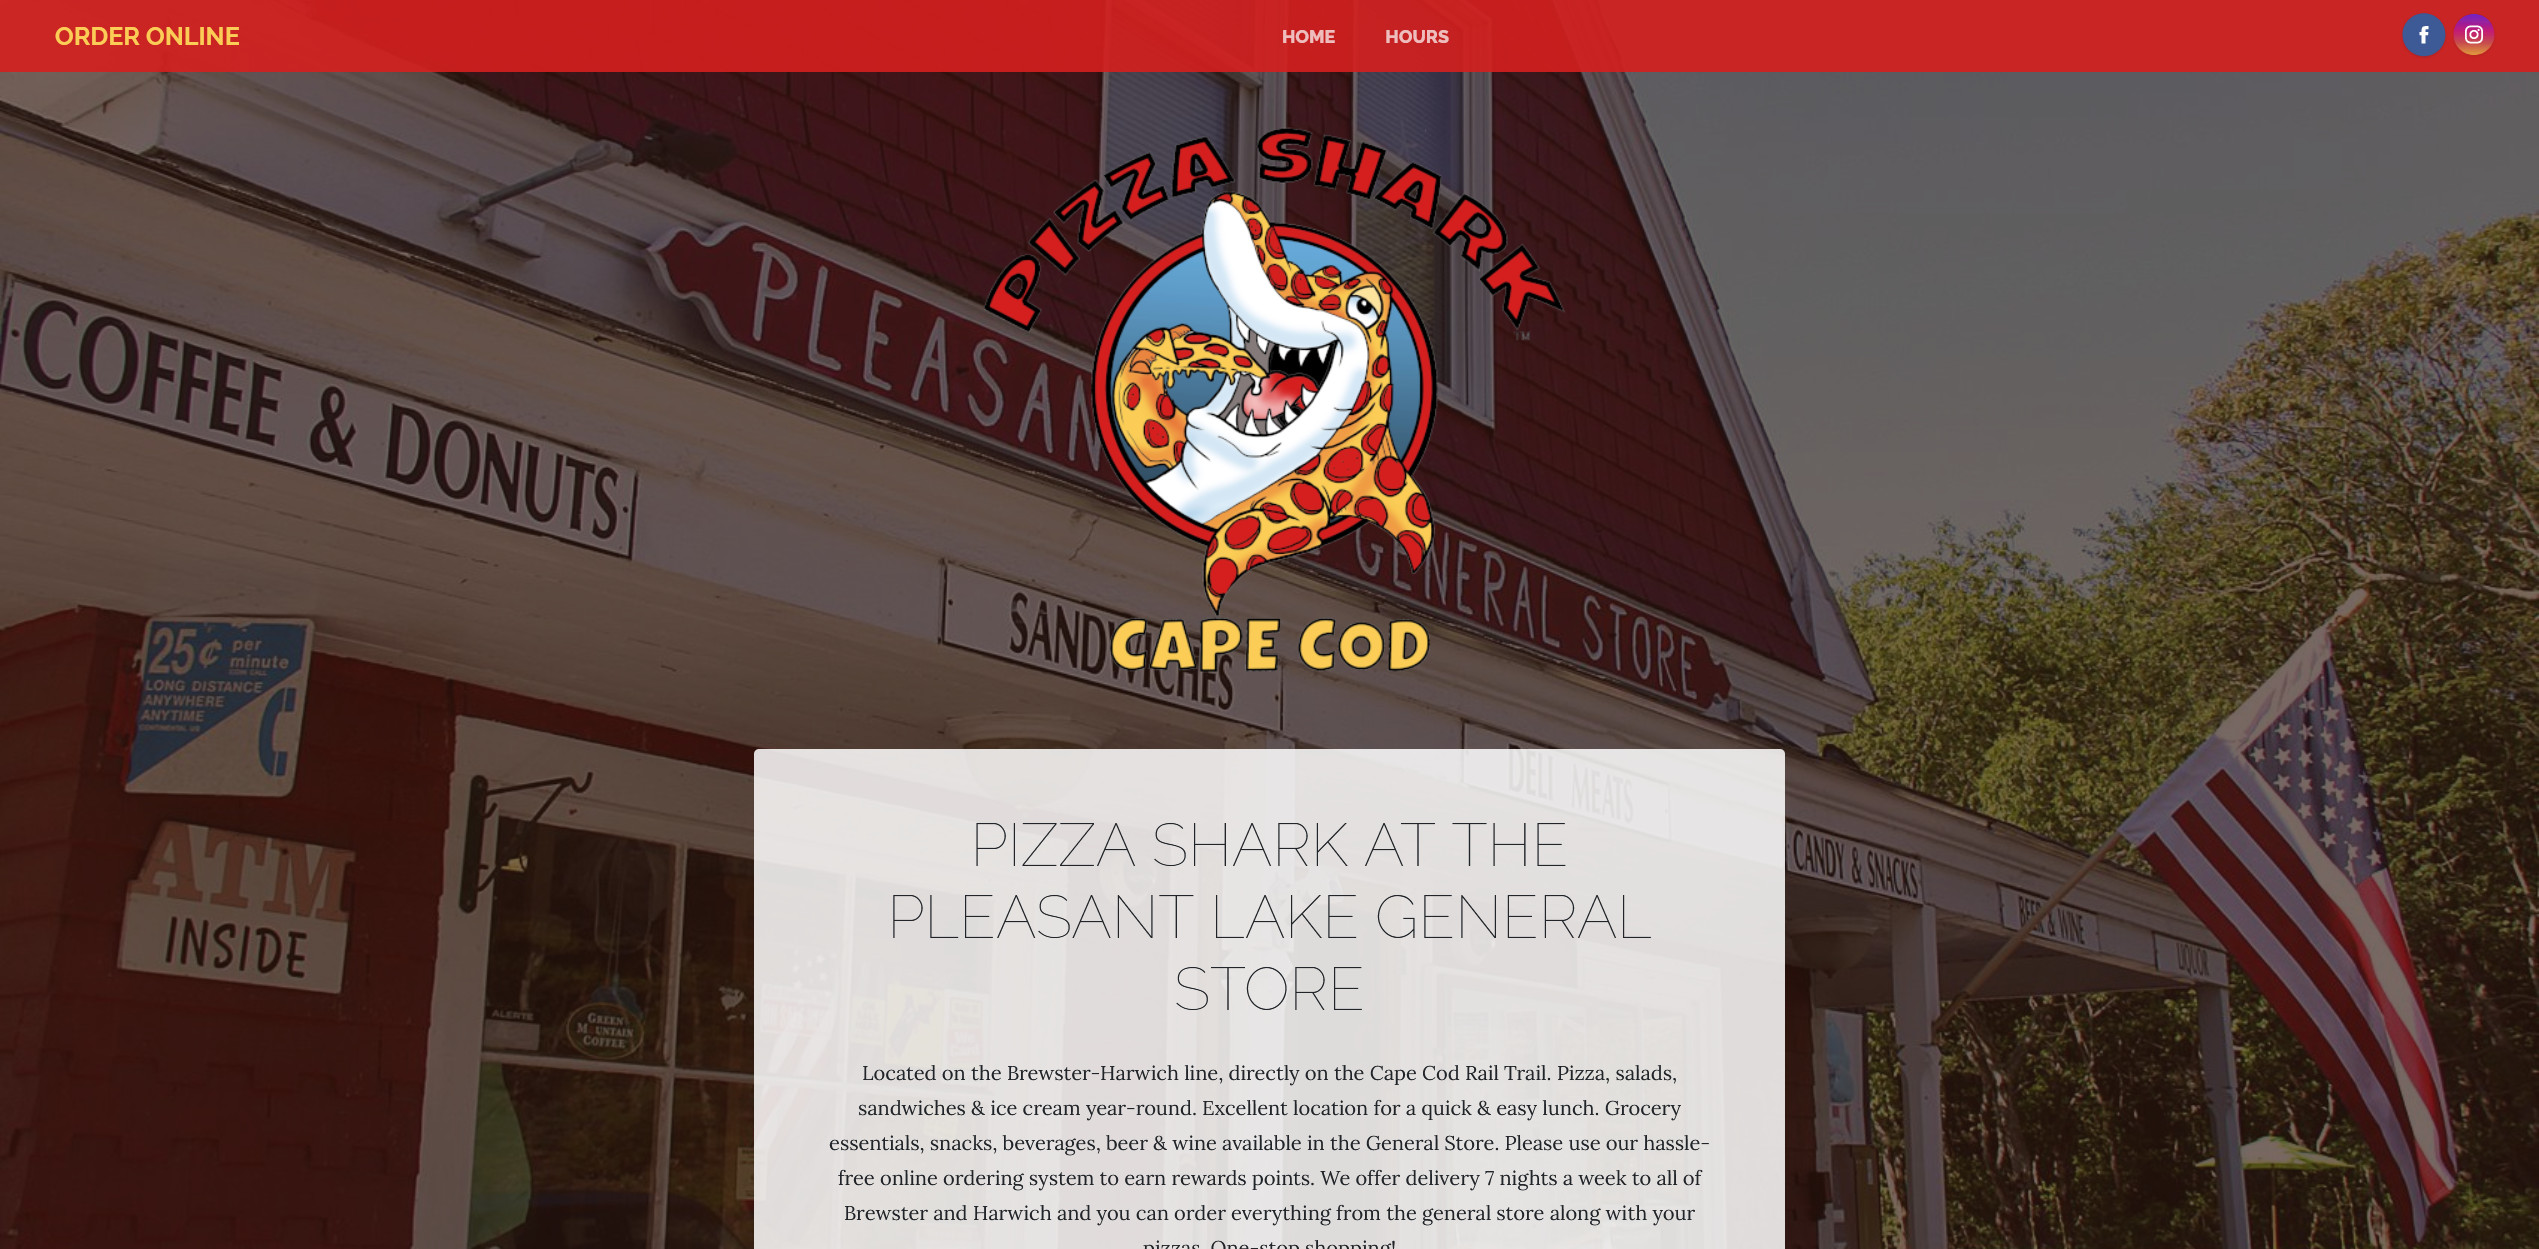 ORDER ONLINE
HOME
HOURS
PIZZA SHARK
TM
COFFEE & DONUTS
PLEASAN
GENERAL STORE
SANDWICHES
CAPE COD
25¢ per minute
COIN CALL
LONG DISTANCE
ANYWHERE
ANYTIME
DELI MEATS
ATM
INSIDE
CANDY & SNACKS
BEER & WINE
LIQUOR
ALERTE
GREEN
MOUNTAIN
COFFEE
PIZZA SHARK AT THE
PLEASANT LAKE GENERAL
STORE
Located on the Brewster-Harwich line, directly on the Cape Cod Rail Trail. Pizza, salads,
sandwiches & ice cream year-round. Excellent location for a quick & easy lunch. Grocery
essentials, snacks, beverages, beer & wine available in the General Store. Please use our hassle-
free online ordering system to earn rewards points. We offer delivery 7 nights a week to all of
Brewster and Harwich and you can order everything from the general store along with your
pizzas. One-stop shopping!